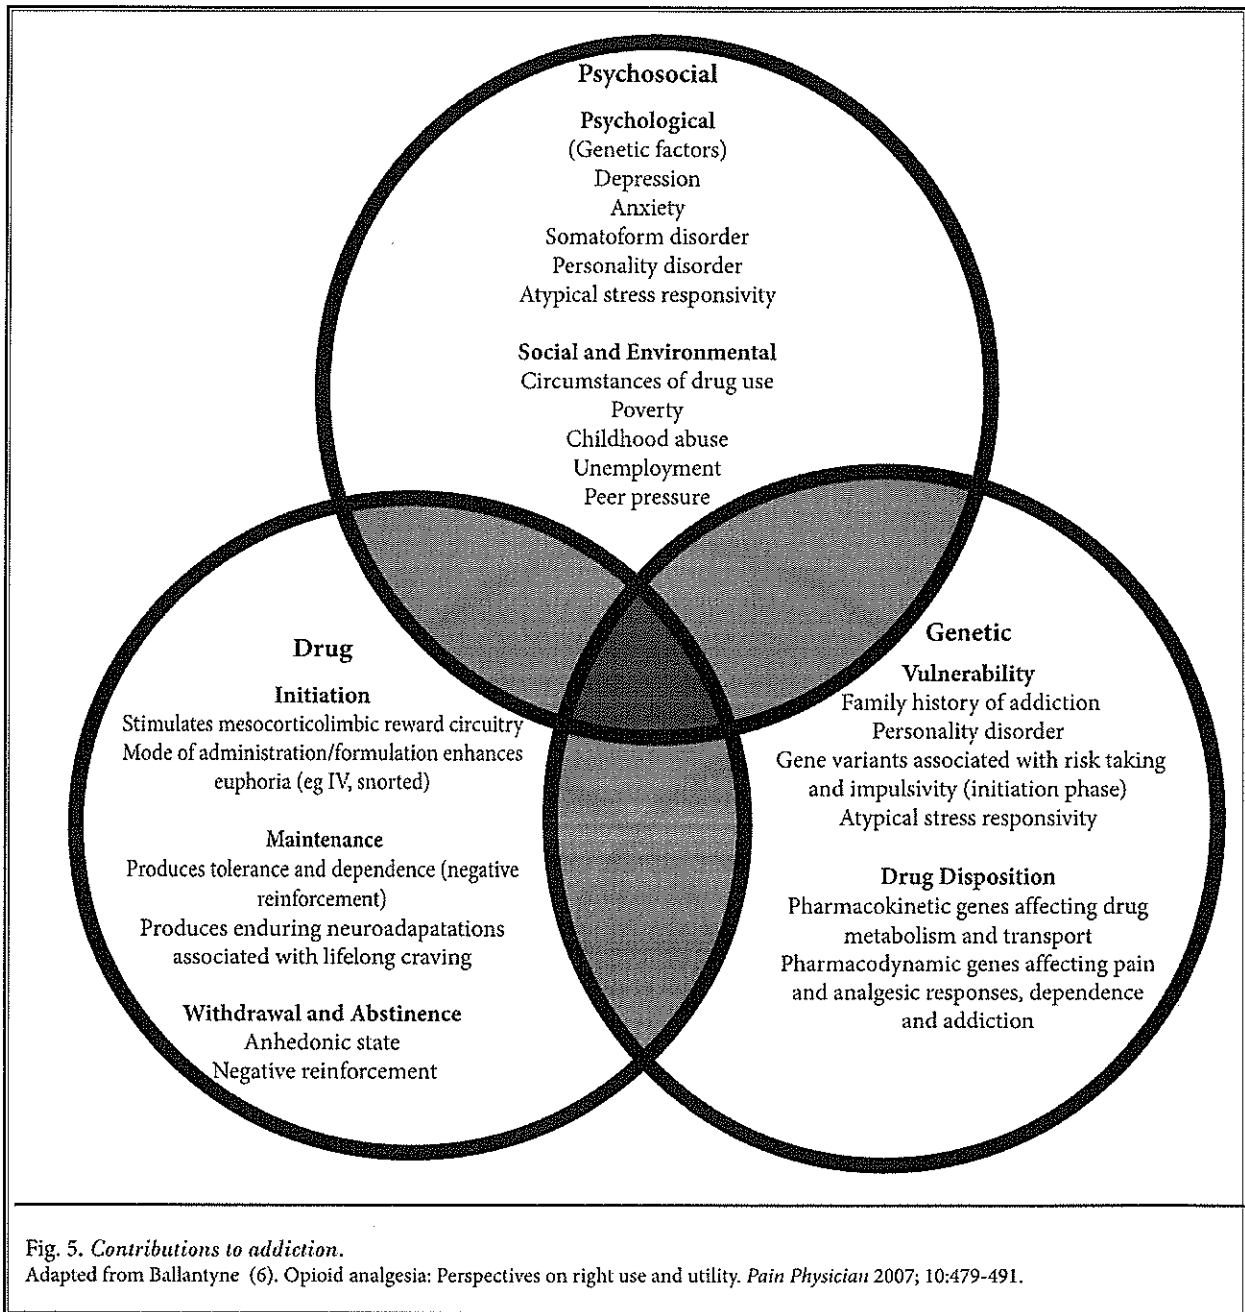 Psychosocial
Psychological
(Genetic factors)
Depression
Anxiety
Somatoform disorder
Personality disorder
Atypical stress responsivity
Social and Environmental
Circumstances of drug use
Poverty
Childhood abuse
Unemployment
Peer pressure
Drug
Initiation
Stimulates mesocorticolimbic reward circuitry
Mode of administration/formulation enhances
euphoria (eg IV, snorted)
Maintenance
Produces tolerance and dependence (negative
reinforcement)
Produces enduring neuroadapatations
associated with lifelong craving
Withdrawal and Abstinence
Anhedonic state
Negative reinforcement
Genetic
Vulnerability
Family history of addiction
Personality disorder
Gene variants associated with risk taking
and impulsivity (initiation phase)
Atypical stress responsivity
Drug Disposition
Pharmacokinetic genes affecting drug
metabolism and transport
Pharmacodynamic genes affecting pain
and analgesic responses, dependence
and addiction
Fig. 5. Contributions to addiction.
Adapted from Ballantyne (6). Opioid analgesia: Perspectives on right use and utility. Pain Physician 2007; 10:479-491.